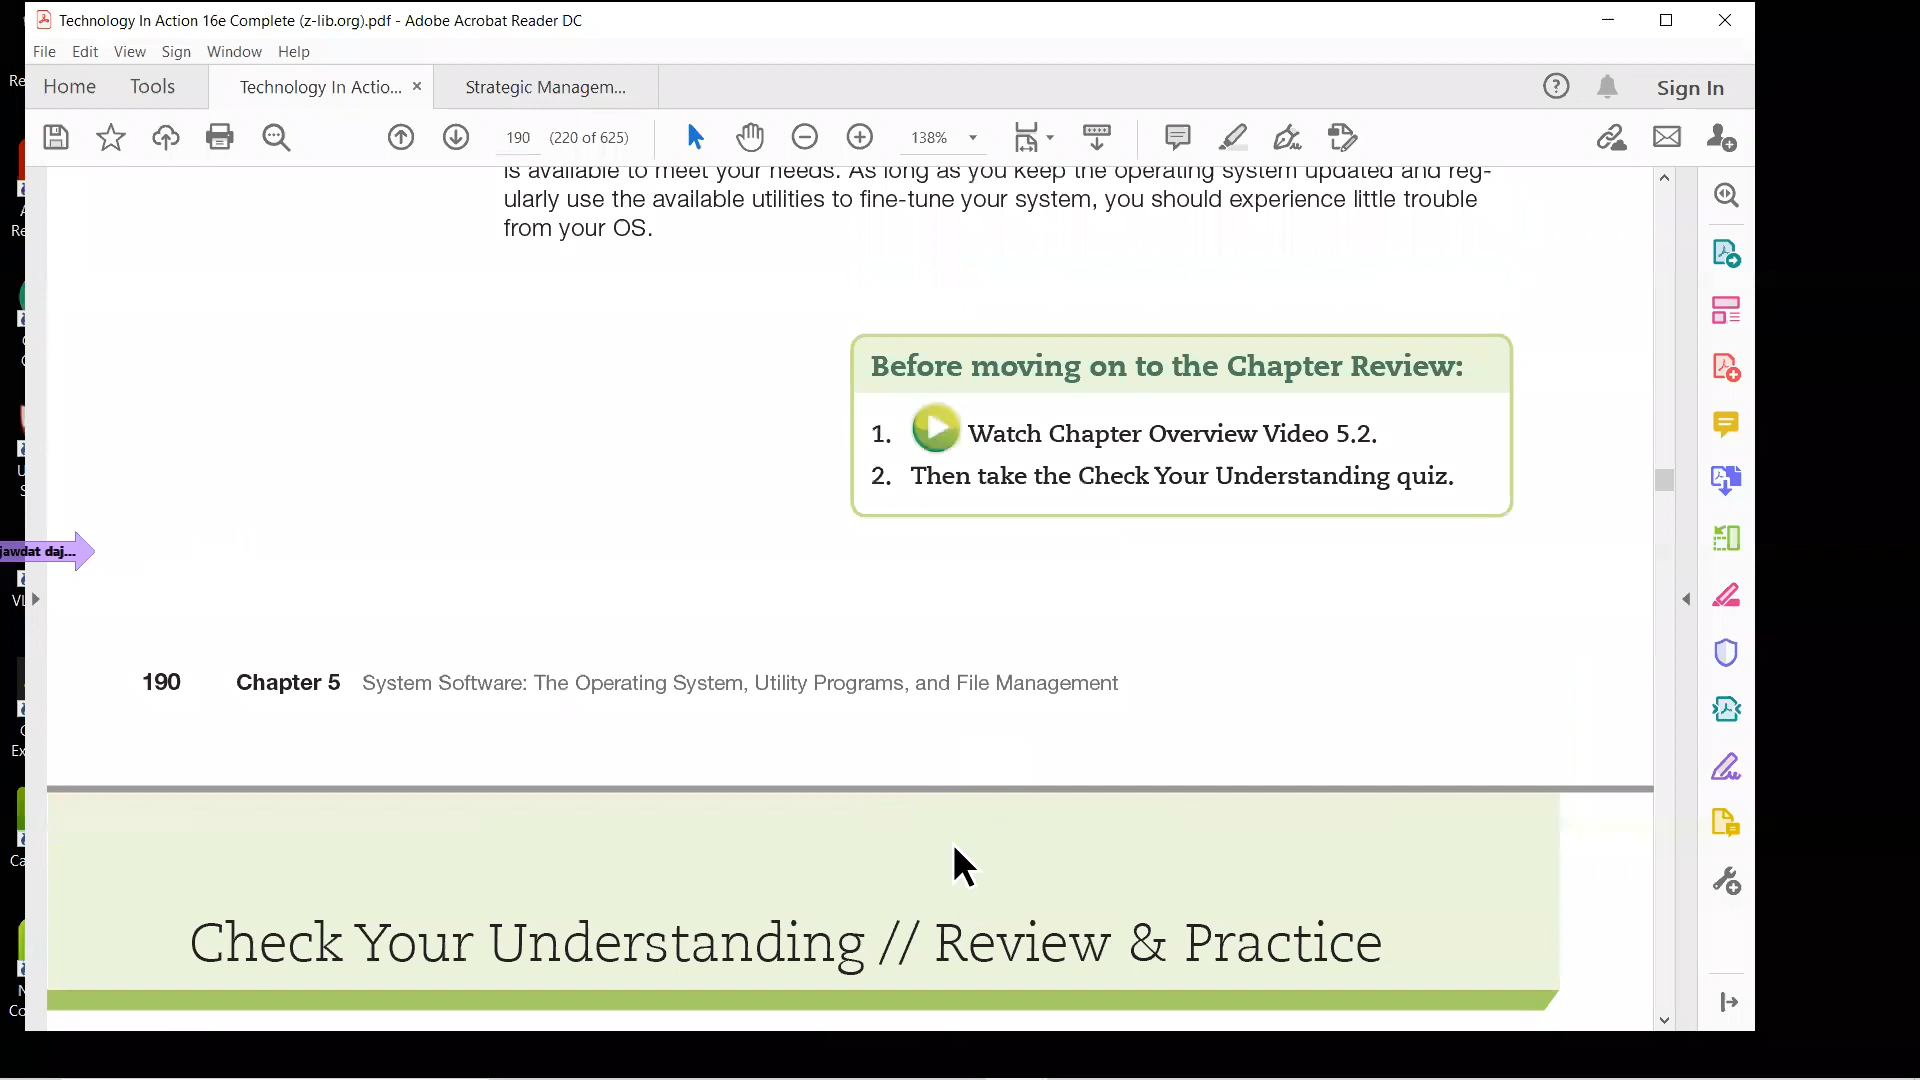 Technology In Action 16e Complete (z-lib.org).pdf - Adobe Acrobat Reader DC
File Edit View Sign Window Help
Home Tools Technology In Actio... × Strategic Managem... Sign In
190 (220 of 625) 138%
is available to meet your needs. As long as you keep the operating system updated and reg-
ularly use the available utilities to fine-tune your system, you should experience little trouble
from your OS.
Before moving on to the Chapter Review:
1. Watch Chapter Overview Video 5.2.
2. Then take the Check Your Understanding quiz.
jawdat daj...
190 Chapter 5 System Software: The Operating System, Utility Programs, and File Management
Check Your Understanding // Review & Practice